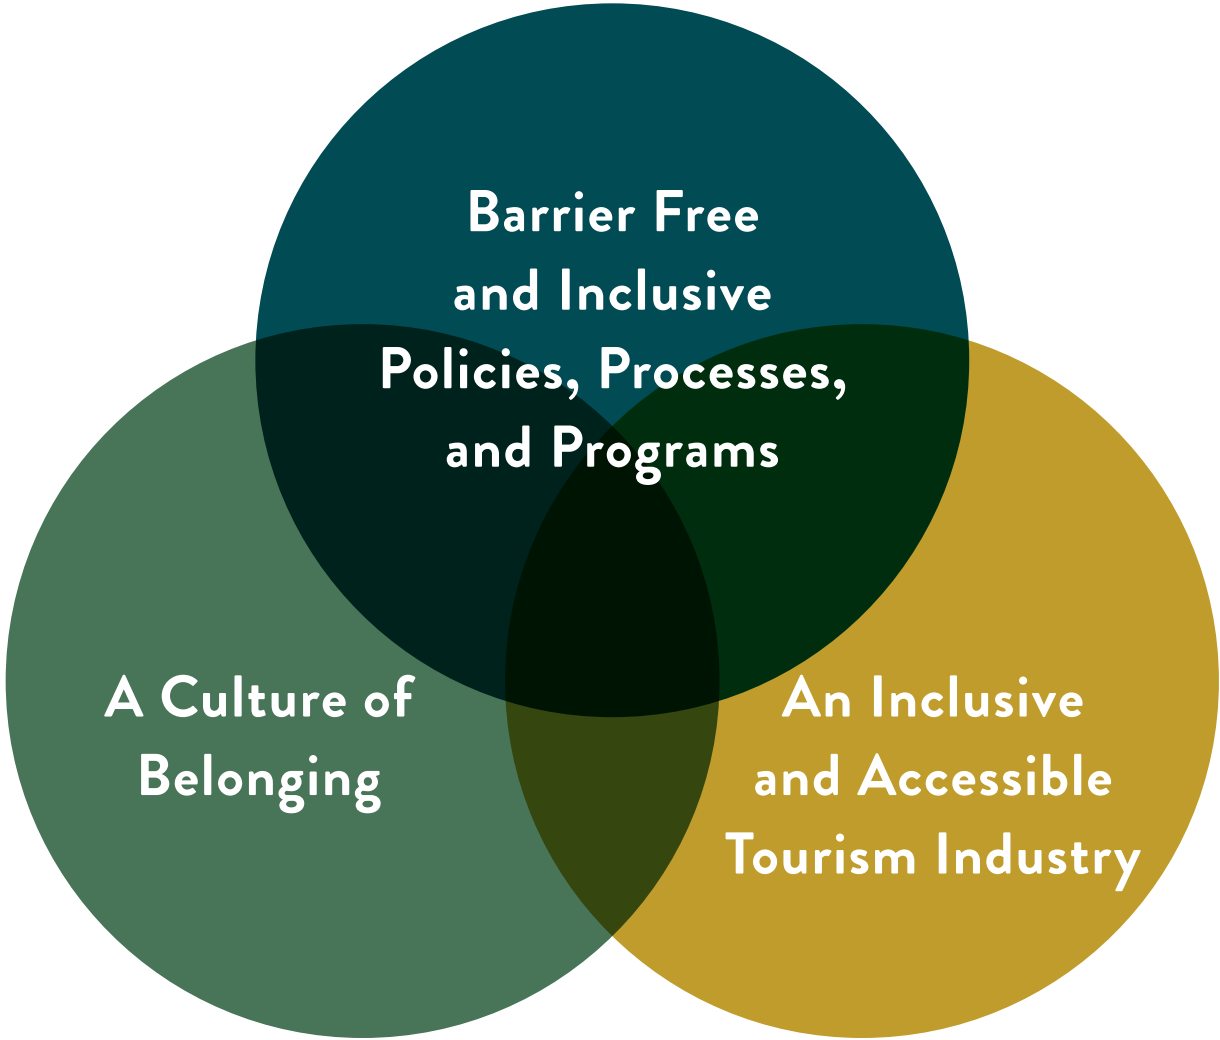 Barrier Free
and Inclusive
Policies, Processes,
and Programs
A Culture of
Belonging
An Inclusive
and Accessible
Tourism Industry